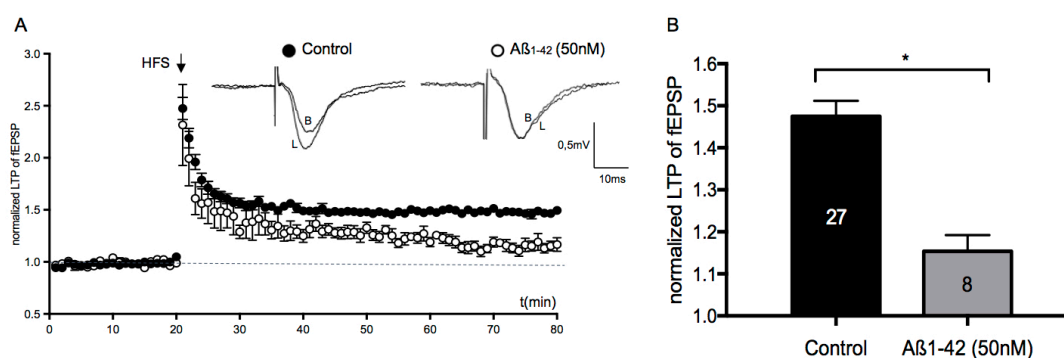 A
normalized LTP of fEPSP
3.0
2.5
2.0
1.5
1.0
0.5
0
10
20
30
40
50
60
70
80
t(min)
HFS
Control
Aß1-42 (50nM)
B
L
B
L
0,5mV
10ms
B
normalized LTP of fEPSP
1.6
1.5
1.4
1.3
1.2
1.1
1.0
*
27
8
Control
Aß1-42 (50nM)